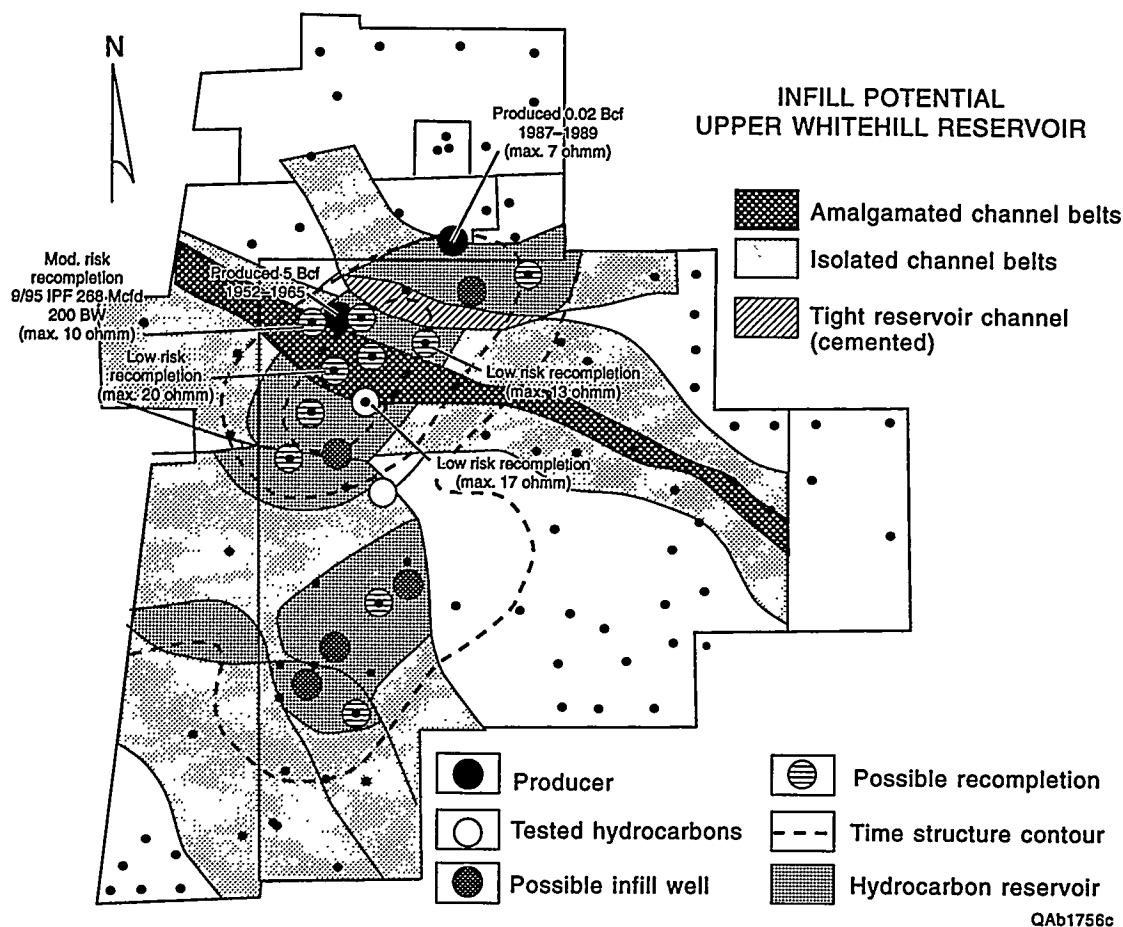 N
INFILL POTENTIAL
UPPER WHITEHILL RESERVOIR
Produced 0.02 Bcf
1987–1989
(max. 7 ohmm)
Amalgamated channel belts
Isolated channel belts
Tight reservoir channel
(cemented)
Mod. risk
recompletion
9/95 IPF 268 Mcfd
200 BW
(max. 10 ohmm)
Produced 5 Bcf
1952–1965
Low risk
recompletion
(max. 20 ohmm)
Low risk recompletion
(max. 13 ohmm)
Low risk recompletion
(max. 17 ohmm)
Producer
Tested hydrocarbons
Possible infill well
Possible recompletion
Time structure contour
Hydrocarbon reservoir
QAb1756c